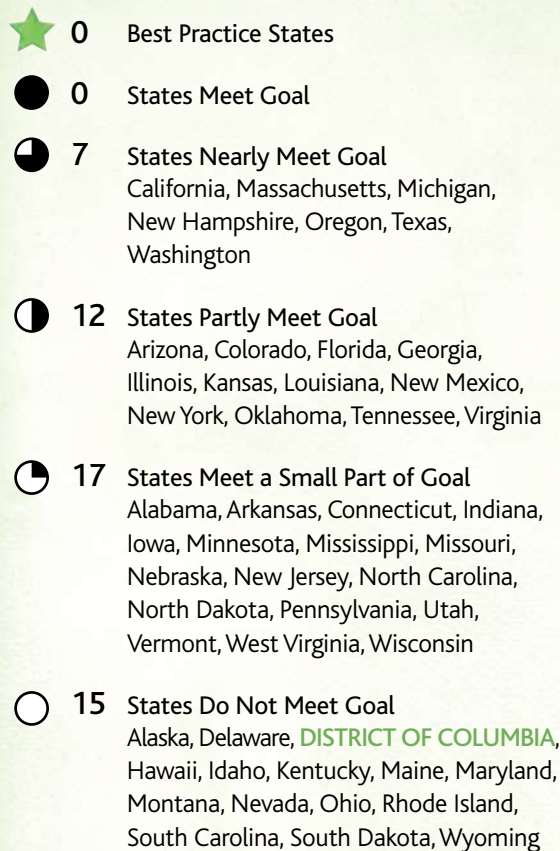 0 Best Practice States
0 States Meet Goal
7 States Nearly Meet Goal
California, Massachusetts, Michigan,
New Hampshire, Oregon, Texas,
Washington
12 States Partly Meet Goal
Arizona, Colorado, Florida, Georgia,
Illinois, Kansas, Louisiana, New Mexico,
New York, Oklahoma, Tennessee, Virginia
17 States Meet a Small Part of Goal
Alabama, Arkansas, Connecticut, Indiana,
Iowa, Minnesota, Mississippi, Missouri,
Nebraska, New Jersey, North Carolina,
North Dakota, Pennsylvania, Utah,
Vermont, West Virginia, Wisconsin
15 States Do Not Meet Goal
Alaska, Delaware, DISTRICT OF COLUMBIA,
Hawaii, Idaho, Kentucky, Maine, Maryland,
Montana, Nevada, Ohio, Rhode Island,
South Carolina, South Dakota, Wyoming